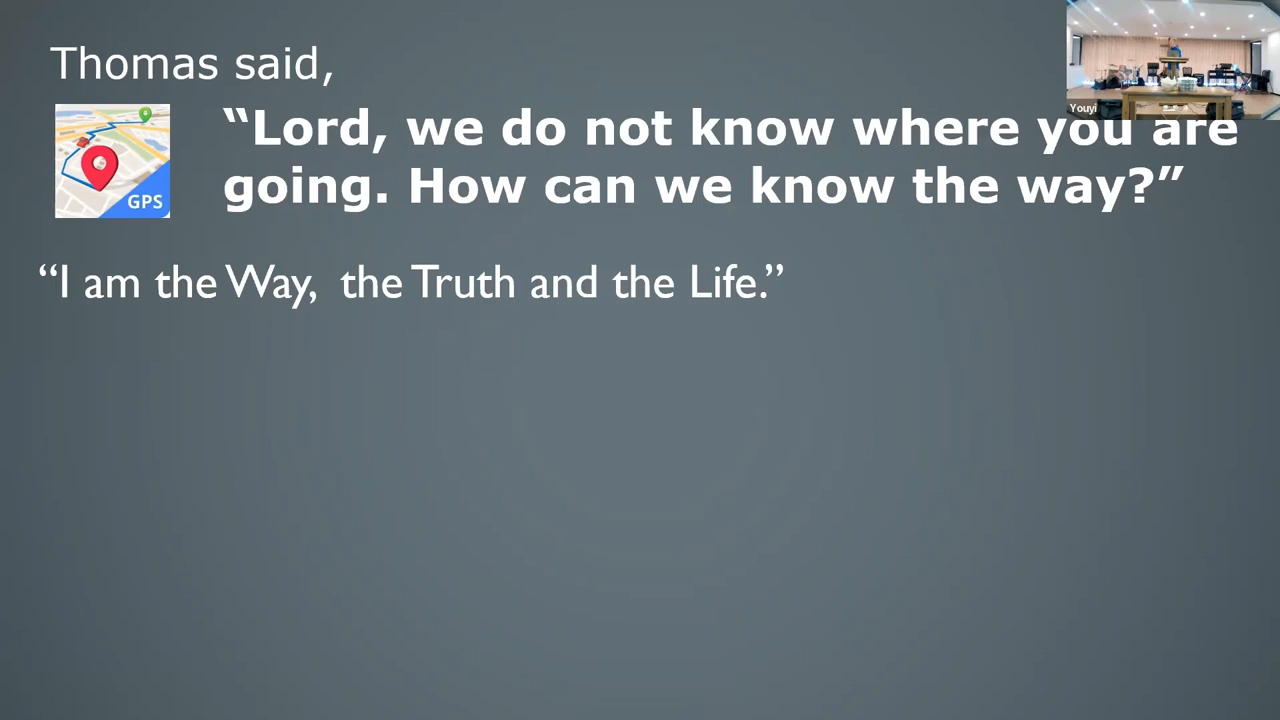 Thomas said,
“Lord, we do not know where you are
going. How can we know the way?”
GPS
“I am the Way,  the Truth and the Life.”
Youyi